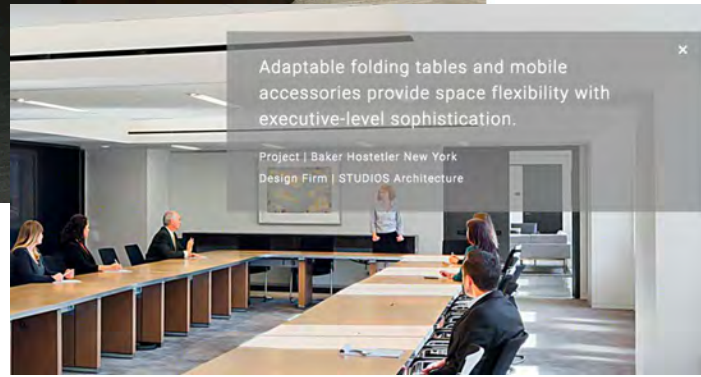 Adaptable folding tables and mobile
accessories provide space flexibility with
executive-level sophistication.
Project | Baker Hostetler New York
Design Firm | STUDIOS Architecture